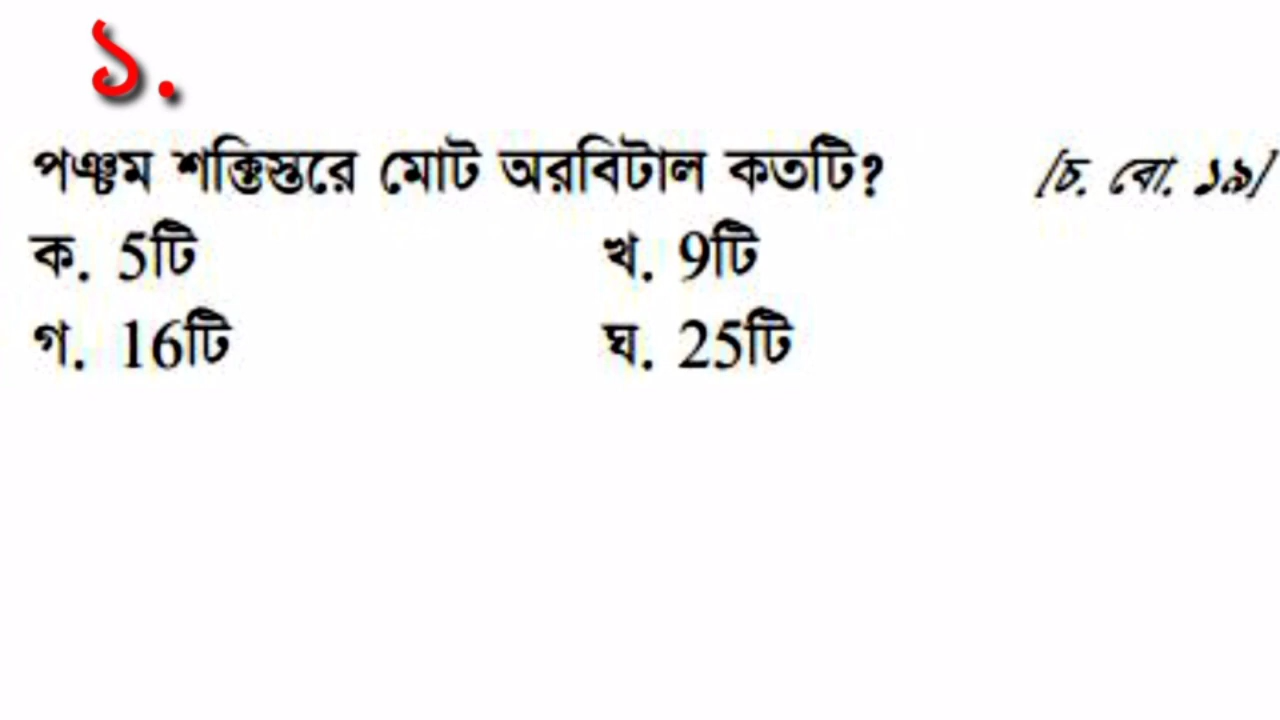 ১.
পঞ্চম শক্তিস্তরে মোট অরবিটাল কতটি? [চ. বো. ১৯]
ক. 5টি খ. 9টি
গ. 16টি ঘ. 25টি